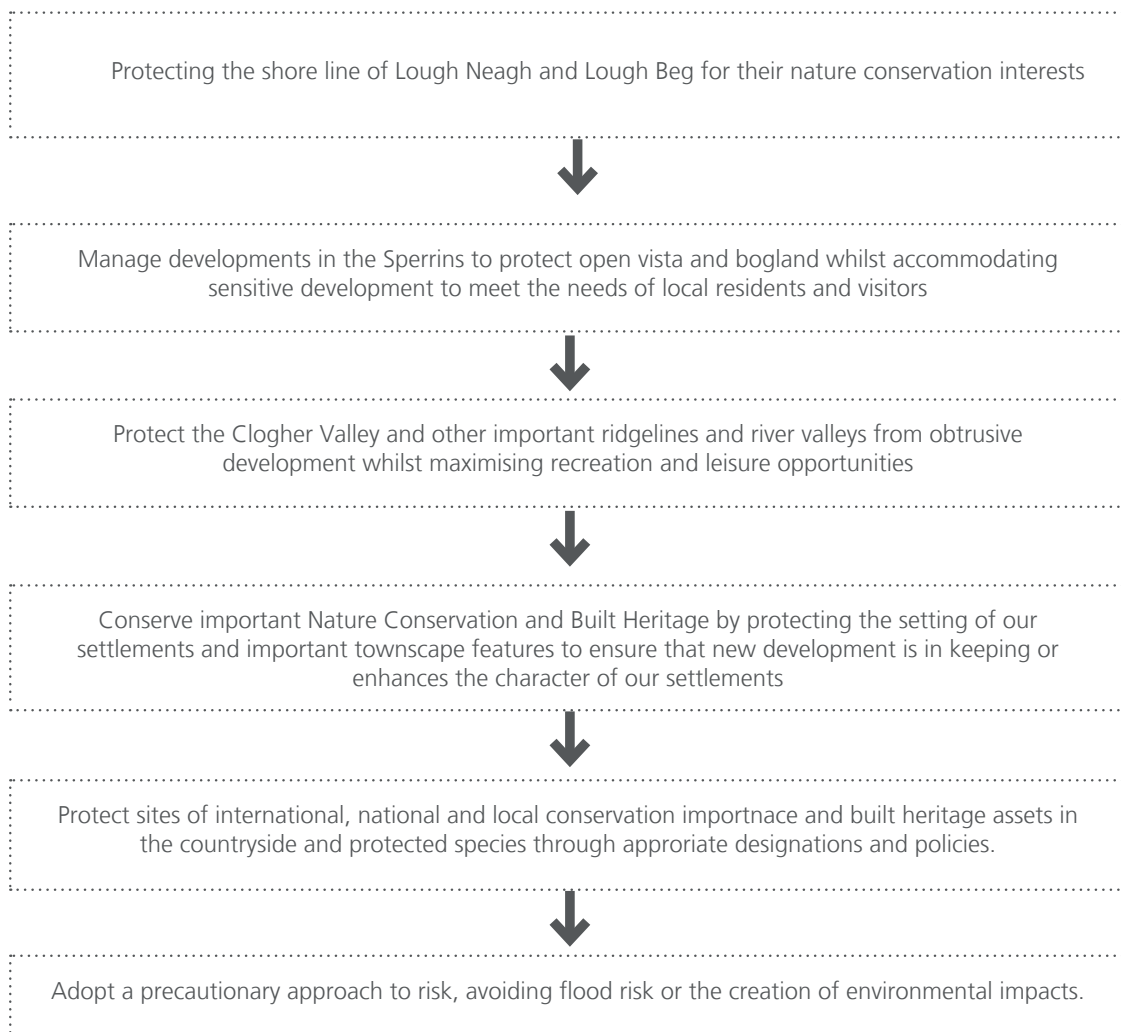 Protecting the shore line of Lough Neagh and Lough Beg for their nature conservation interests
Manage developments in the Sperrins to protect open vista and bogland whilst accommodating
sensitive development to meet the needs of local residents and visitors
Protect the Clogher Valley and other important ridgelines and river valleys from obtrusive
development whilst maximising recreation and leisure opportunities
Conserve important Nature Conservation and Built Heritage by protecting the setting of our
settlements and important townscape features to ensure that new development is in keeping or
enhances the character of our settlements
Protect sites of international, national and local conservation importnace and built heritage assets in
the countryside and protected species through approriate designations and policies.
Adopt a precautionary approach to risk, avoiding flood risk or the creation of environmental impacts.